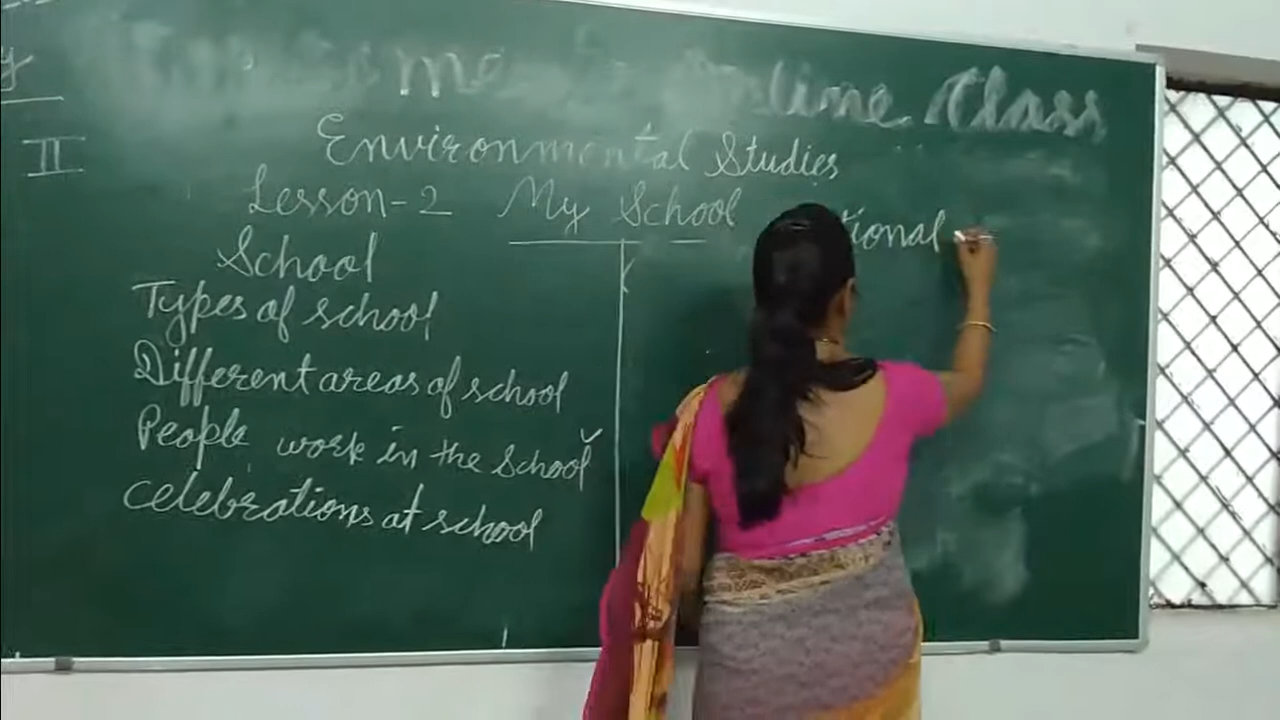 II
me Online Class
Environmental Studies
Lesson-2 My School
School
Types of school
Different areas of school
People work in the School
celebrations at school
tional